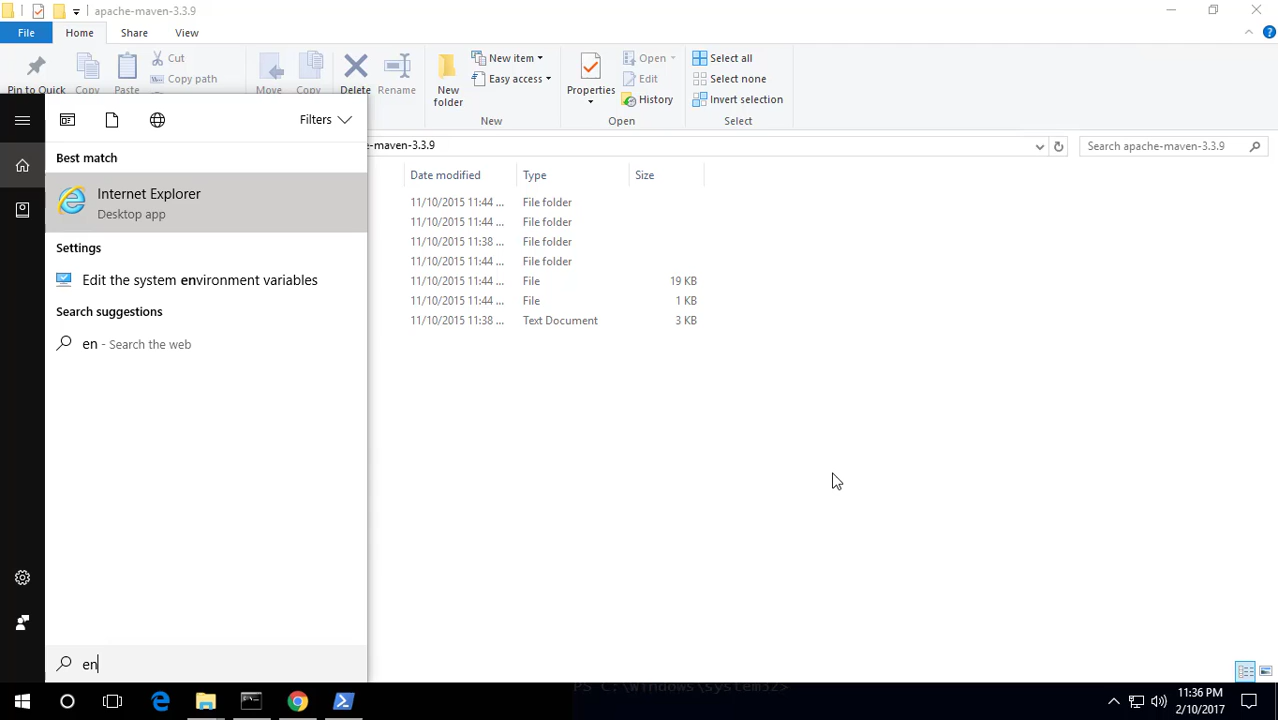 apache-maven-3.3.9
File Home Share View
Pin to Quick
Copy
Paste
Cut
Copy path
Move
Copy
Delete
Rename
New
folder
New item
Easy access
New
Properties
Open
Edit
History
Open
Select all
Select none
Invert selection
Select
e-maven-3.3.9
Search apache-maven-3.3.9
Filters
Best match
Internet Explorer
Desktop app
Settings
Edit the system environment variables
Search suggestions
en - Search the web
en
Date modified Type Size
11/10/2015 11:44 ... File folder
11/10/2015 11:44 ... File folder
11/10/2015 11:38 ... File folder
11/10/2015 11:44 ... File folder
11/10/2015 11:44 ... File 19 KB
11/10/2015 11:44 ... File 1 KB
11/10/2015 11:38 ... Text Document 3 KB
PS C:\windows\system32>
11:36 PM
2/10/2017